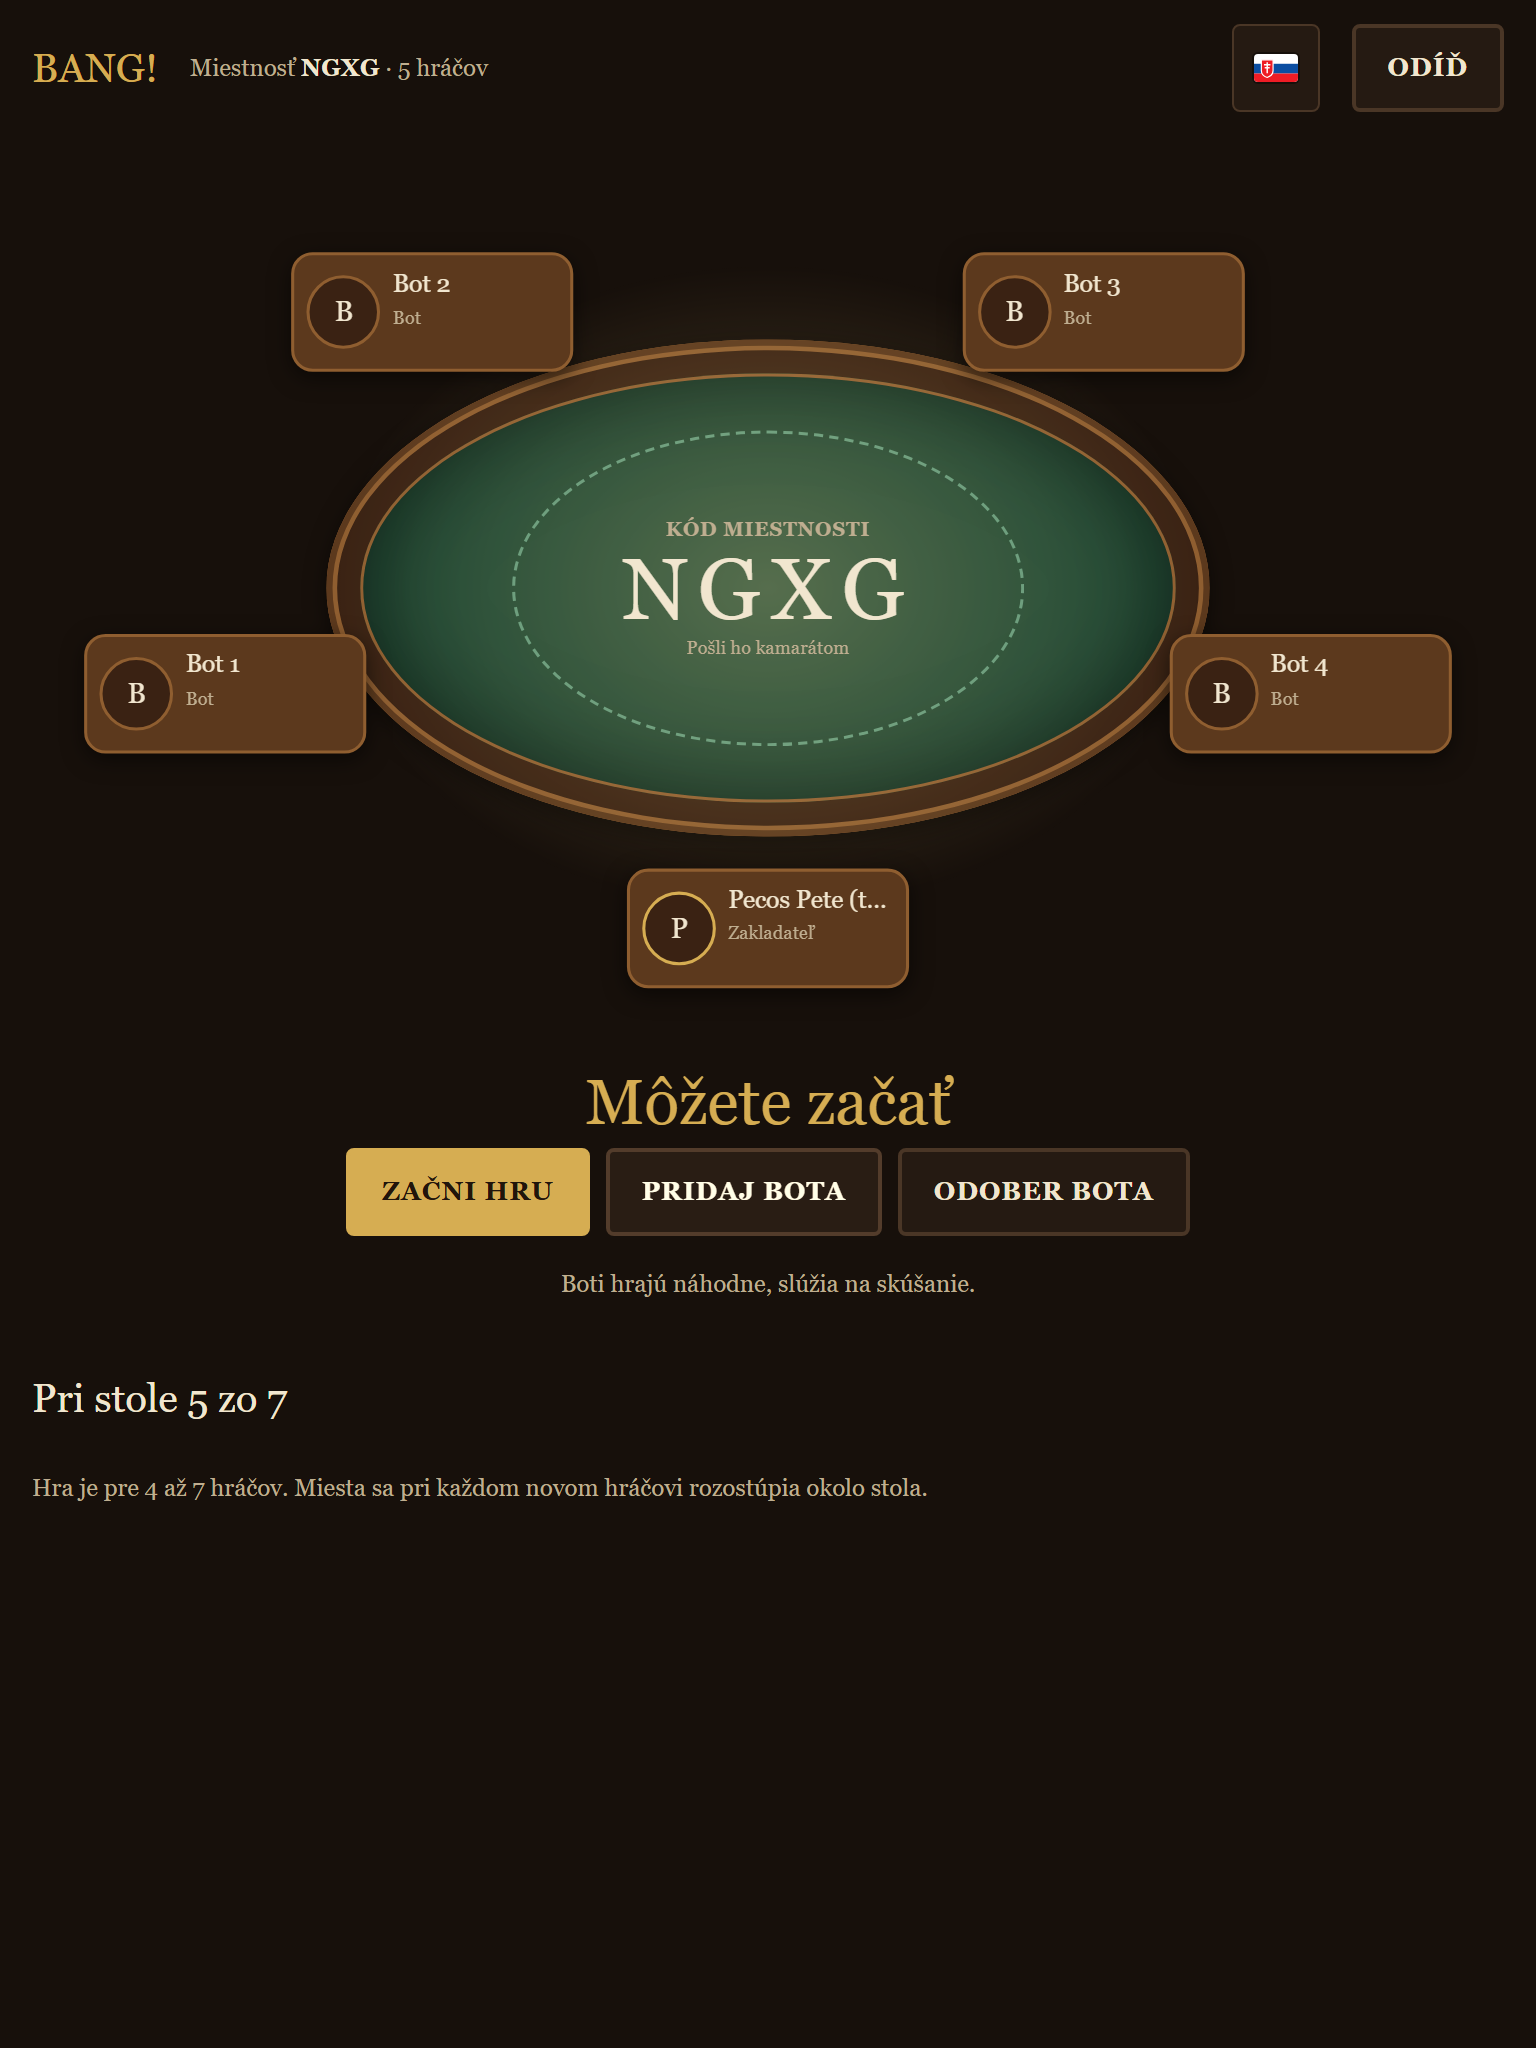 BANG!
Miestnosť NGXG · 5 hráčov
ODÍĎ
B
Bot 2
Bot
B
Bot 3
Bot
KÓD MIESTNOSTI
NGXG
Pošli ho kamarátom
B
Bot 1
Bot
B
Bot 4
Bot
P
Pecos Pete (t...
Zakladateľ
Môžete začať
ZAČNI HRU
PRIDAJ BOTA
ODOBER BOTA
Boti hrajú náhodne, slúžia na skúšanie.
Pri stole 5 zo 7
Hra je pre 4 až 7 hráčov. Miesta sa pri každom novom hráčovi rozostúpia okolo stola.